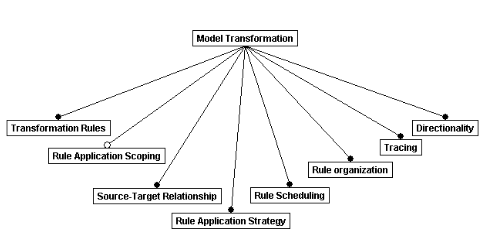 Model Transformation
Transformation Rules
Directionality
Rule Application Scoping
Tracing
Rule organization
Source-Target Relationship
Rule Scheduling
Rule Application Strategy